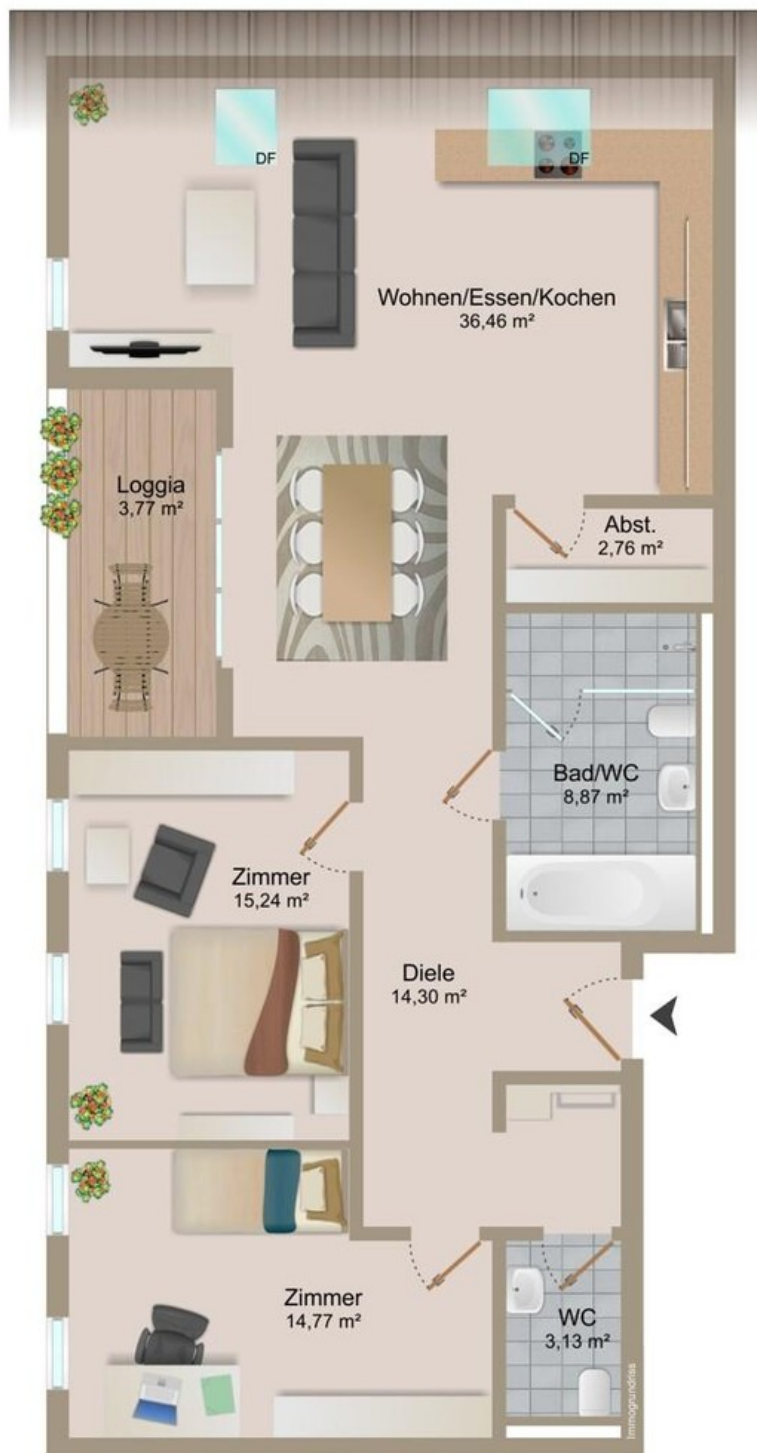 DF
DF
Wohnen/Essen/Kochen
36,46 m²
Loggia
3,77 m²
Abst.
2,76 m²
Bad/WC
8,87 m²
Zimmer
15,24 m²
Diele
14,30 m²
Zimmer
14,77 m²
WC
3,13 m²
Immogrundriss